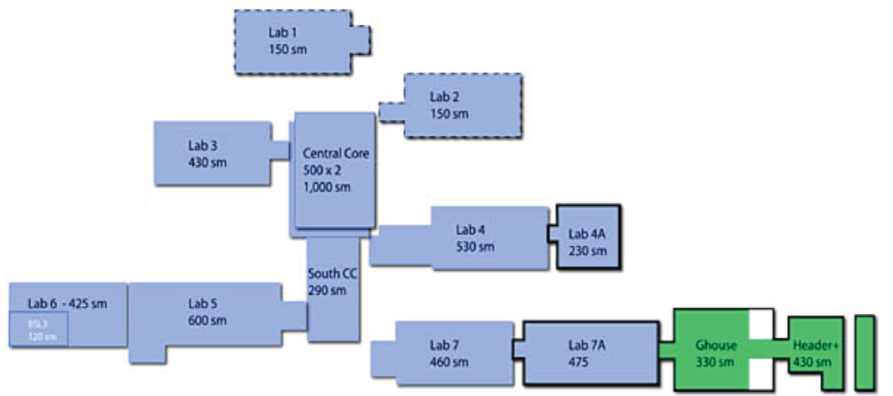 Lab 1
150 sm
Lab 2
150 sm
Lab 3
430 sm
Central Core
500 x 2
1,000 sm
Lab 4
530 sm
Lab 4A
230 sm
South CC
290 sm
Lab 6 - 425 sm
BSL3-
120 sm
Lab 5
600 sm
Lab 7
460 sm
Lab 7A
475
Ghouse
330 sm
Header+
430 sm